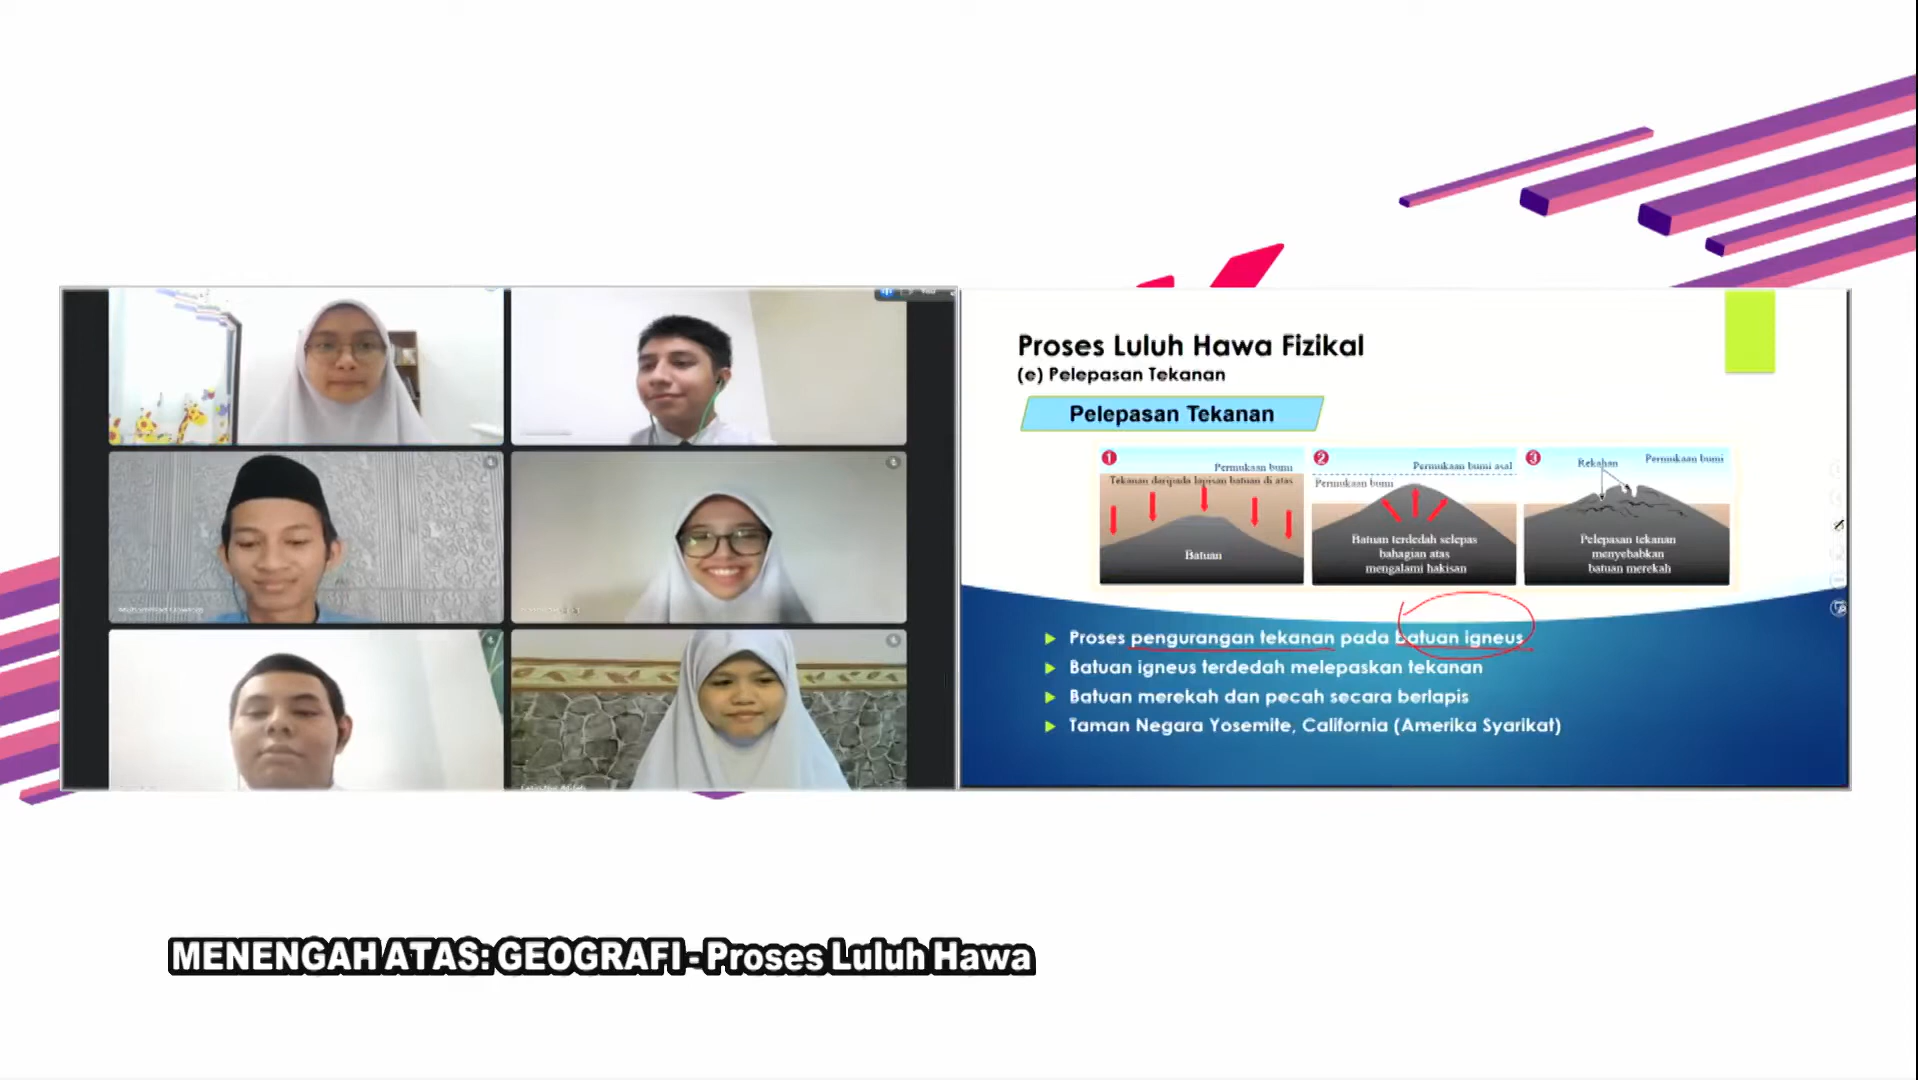 Proses Luluh Hawa Fizikal
(e) Pelepasan Tekanan
Pelepasan Tekanan
1
Permukaan bumi
Tekanan daripada lapisan batuan di atas
Batuan
2
Permukaan bumi asal
Permukaan bumi
Batuan terdedah selepas
bahagian atas
mengalami hakisan
3
Rekahan
Permukaan bumi
Pelepasan tekanan
menyebabkan
batuan merekah
Proses pengurangan tekanan pada batuan igneus
Batuan igneus terdedah melepaskan tekanan
Batuan merekah dan pecah secara berlapis
Taman Negara Yosemite, California (Amerika Syarikat)
MENENGAH ATAS: GEOGRAFI - Proses Luluh Hawa